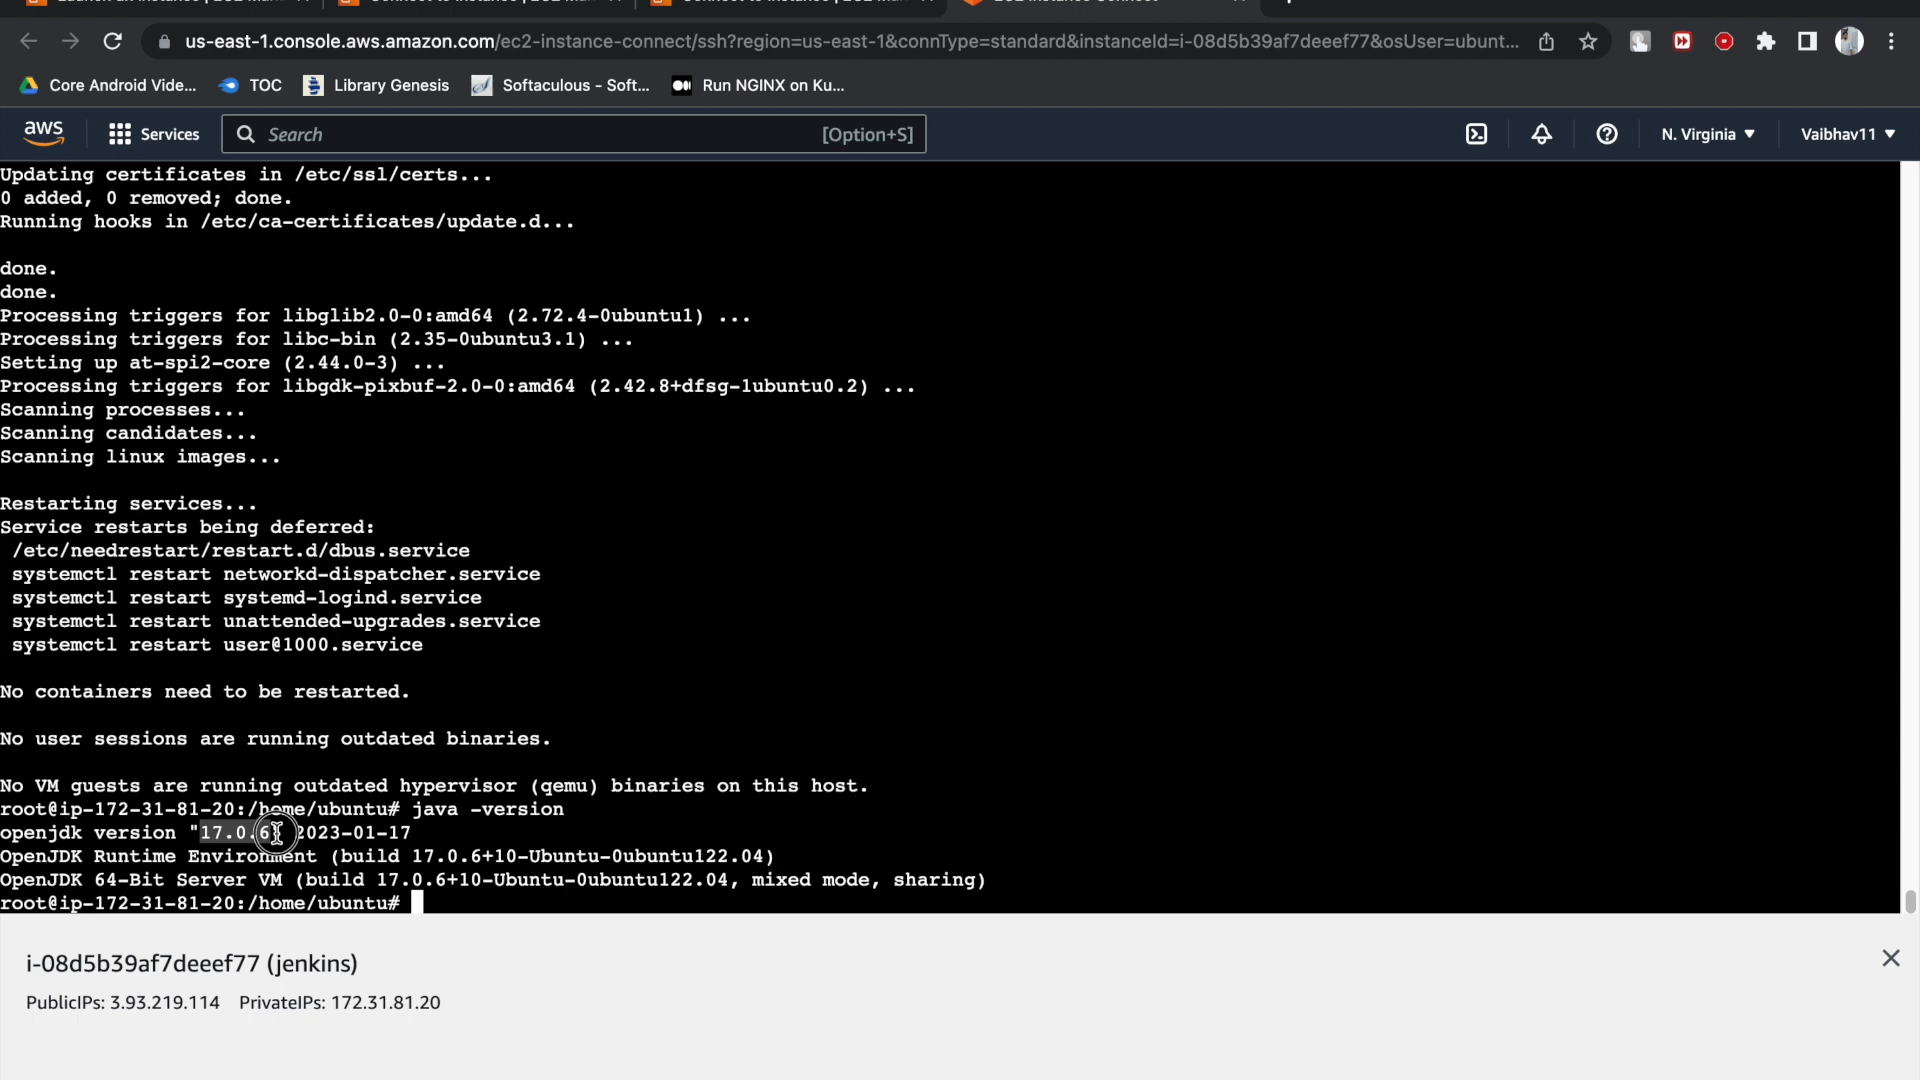 us-east-1.console.aws.amazon.com/ec2-instance-connect/ssh?region=us-east-1&connType=standard&instanceId=i-08d5b39af7deeef77&osUser=ubunt...
Core Android Vide... TOC Library Genesis Softaculous - Soft... Run NGINX on Ku...
aws Services Search [Option+S] N. Virginia Vaibhav11
Updating certificates in /etc/ssl/certs...
0 added, 0 removed; done.
Running hooks in /etc/ca-certificates/update.d...
done.
done.
Processing triggers for libglib2.0-0:amd64 (2.72.4-0ubuntu1) ...
Processing triggers for libc-bin (2.35-0ubuntu3.1) ...
Setting up at-spi2-core (2.44.0-3) ...
Processing triggers for libgdk-pixbuf-2.0-0:amd64 (2.42.8+dfsg-1ubuntu0.2) ...
Scanning processes...
Scanning candidates...
Scanning linux images...
Restarting services...
Service restarts being deferred:
/etc/needrestart/restart.d/dbus.service
systemctl restart networkd-dispatcher.service
systemctl restart systemd-logind.service
systemctl restart unattended-upgrades.service
systemctl restart user@1000.service
No containers need to be restarted.
No user sessions are running outdated binaries.
No VM guests are running outdated hypervisor (qemu) binaries on this host.
root@ip-172-31-81-20:/home/ubuntu# java -version
openjdk version "17.0.6" 2023-01-17
OpenJDK Runtime Environment (build 17.0.6+10-Ubuntu-0ubuntu122.04)
OpenJDK 64-Bit Server VM (build 17.0.6+10-Ubuntu-0ubuntu122.04, mixed mode, sharing)
root@ip-172-31-81-20:/home/ubuntu#
i-08d5b39af7deeef77 (jenkins)
PublicIPs: 3.93.219.114 PrivateIPs: 172.31.81.20